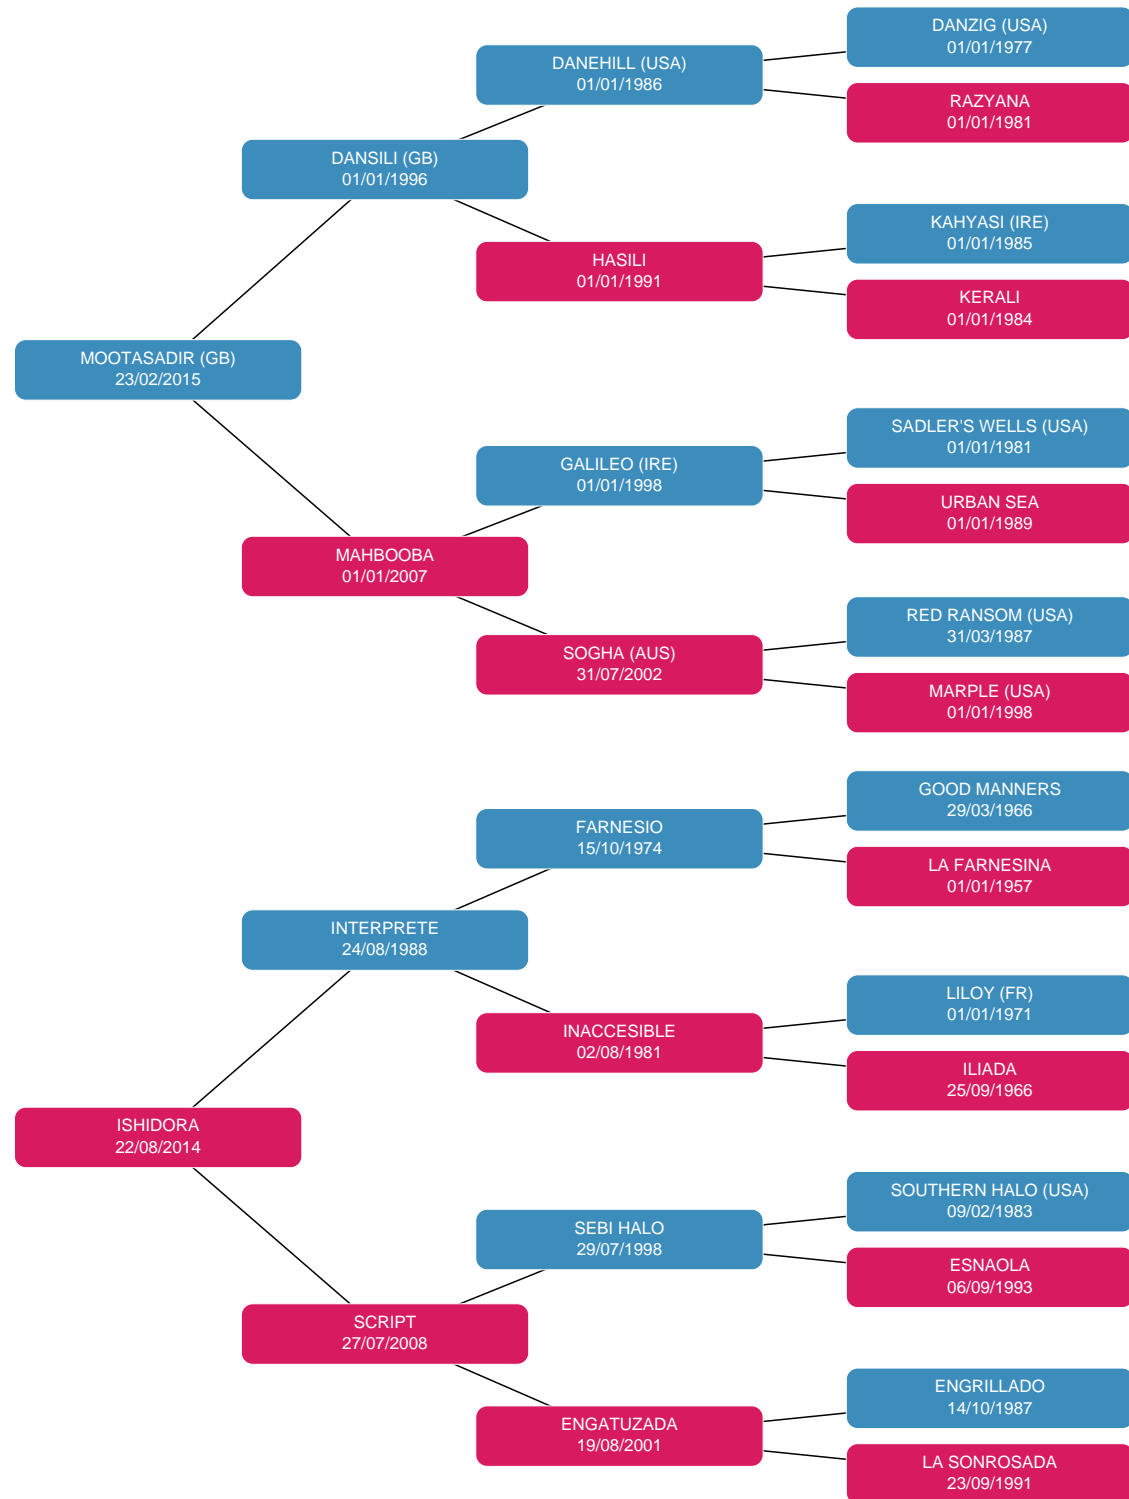 DANZIG (USA)
01/01/1977
DANEHILL (USA)
01/01/1986
RAZYANA
01/01/1981
DANSILI (GB)
01/01/1996
KAHYASI (IRE)
01/01/1985
HASILI
01/01/1991
KERALI
01/01/1984
MOOTASADIR (GB)
23/02/2015
SADLER'S WELLS (USA)
01/01/1981
GALILEO (IRE)
01/01/1998
URBAN SEA
01/01/1989
MAHBOOBA
01/01/2007
RED RANSOM (USA)
31/03/1987
SOGHA (AUS)
31/07/2002
MARPLE (USA)
01/01/1998
GOOD MANNERS
29/03/1966
FARNESIO
15/10/1974
LA FARNESINA
01/01/1957
INTERPRETE
24/08/1988
LILOY (FR)
01/01/1971
INACCESIBLE
02/08/1981
ILIADA
25/09/1966
ISHIDORA
22/08/2014
SOUTHERN HALO (USA)
09/02/1983
SEBI HALO
29/07/1998
ESNAOLA
06/09/1993
SCRIPT
27/07/2008
ENGRILLADO
14/10/1987
ENGATUZADA
19/08/2001
LA SONROSADA
23/09/1991